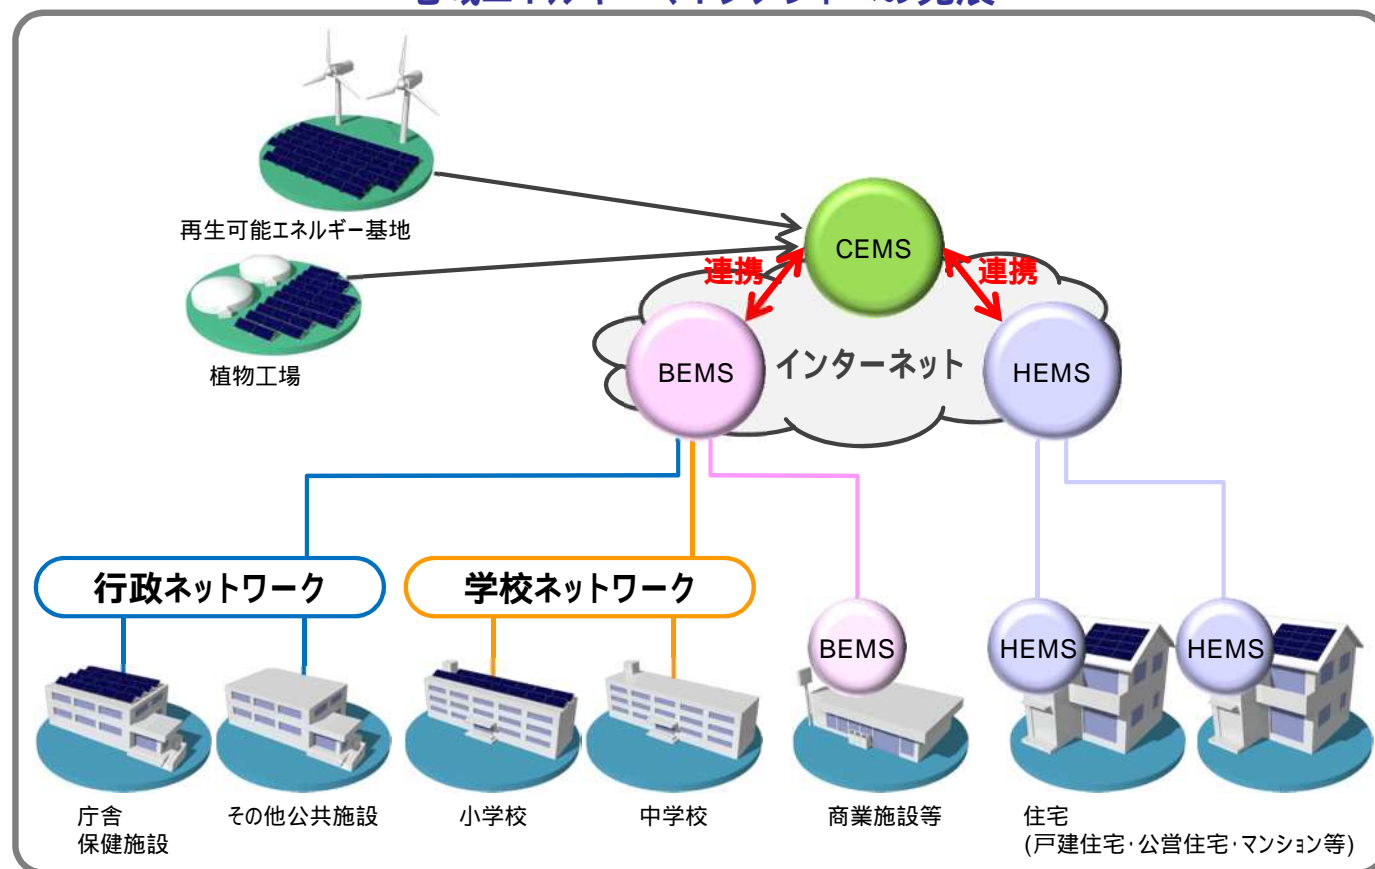 再生可能エネルギー基地
植物工場
CEMS
連携
連携
BEMS
インターネット
HEMS
行政ネットワーク
学校ネットワーク
BEMS
HEMS
HEMS
庁舎
保健施設
その他公共施設
小学校
中学校
商業施設等
住宅
(戸建住宅･公営住宅･マンション等)